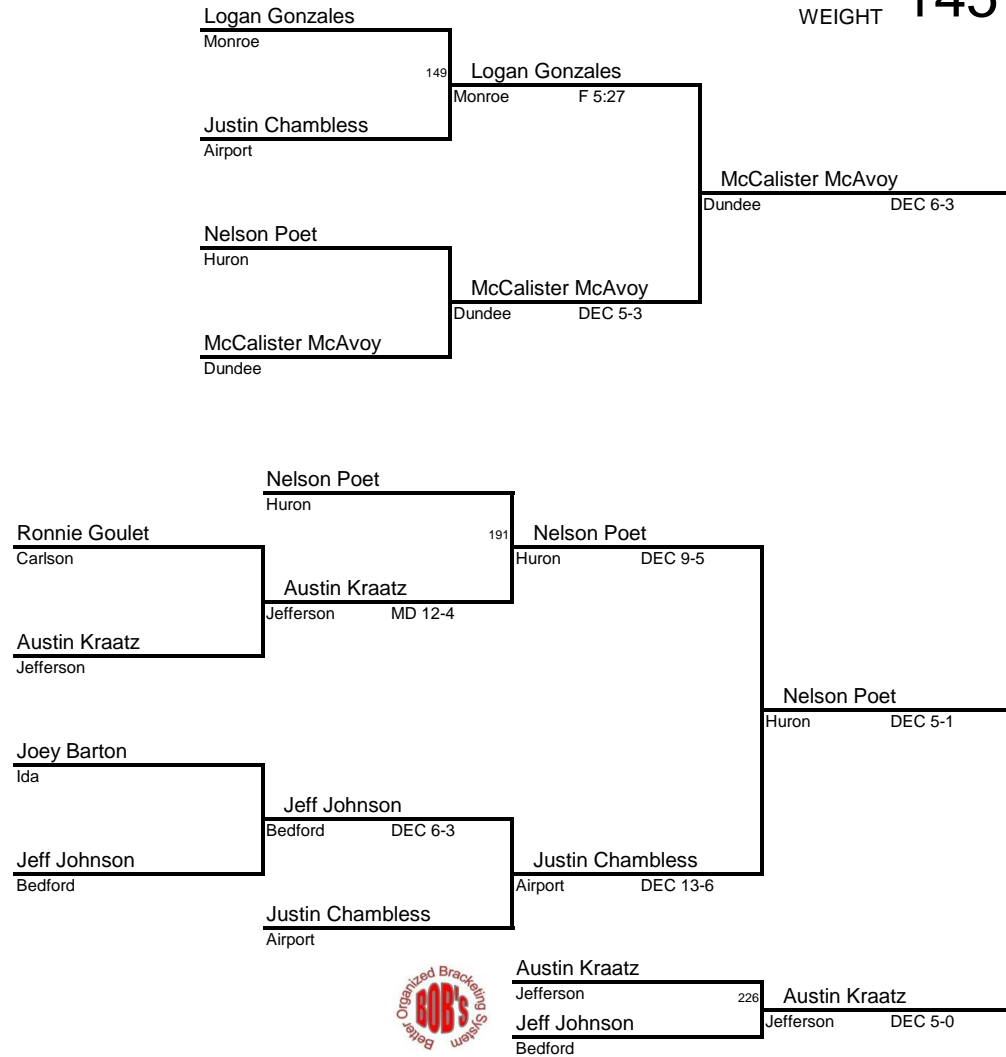 WEIGHT
Logan Gonzales
Monroe
149
Logan Gonzales
Monroe F 5:27
Justin Chambless
Airport
McCalister McAvoy
Dundee DEC 6-3
Nelson Poet
Huron
McCalister McAvoy
Dundee DEC 5-3
McCalister McAvoy
Dundee
Nelson Poet
Huron
Ronnie Goulet
Carlson
191
Nelson Poet
Huron DEC 9-5
Austin Kraatz
Jefferson MD 12-4
Austin Kraatz
Jefferson
Nelson Poet
Huron DEC 5-1
Joey Barton
Ida
Jeff Johnson
Bedford DEC 6-3
Jeff Johnson
Bedford
Justin Chambless
Airport DEC 13-6
Justin Chambless
Airport
Better Organized Bracketing System
BOB'S
Austin Kraatz
Jefferson
226
Austin Kraatz
Jefferson DEC 5-0
Jeff Johnson
Bedford